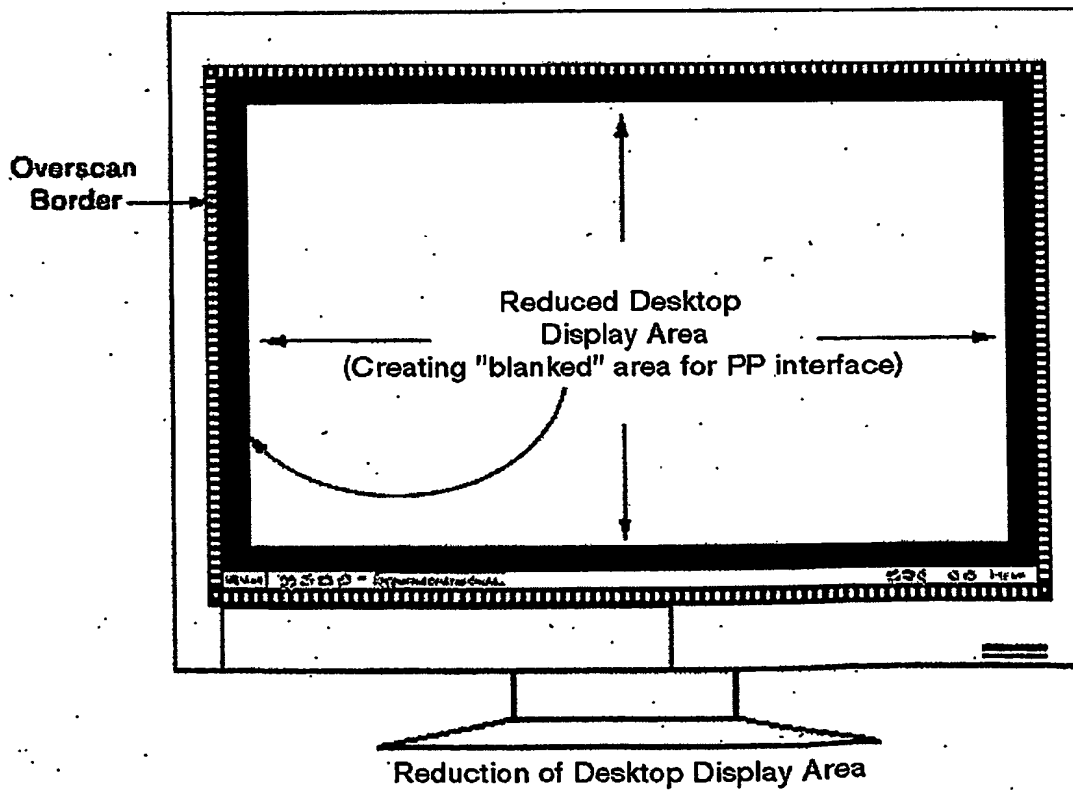 Overscan
Border
Reduced Desktop
Display Area
(Creating "blanked" area for PP interface)
Reduction of Desktop Display Area